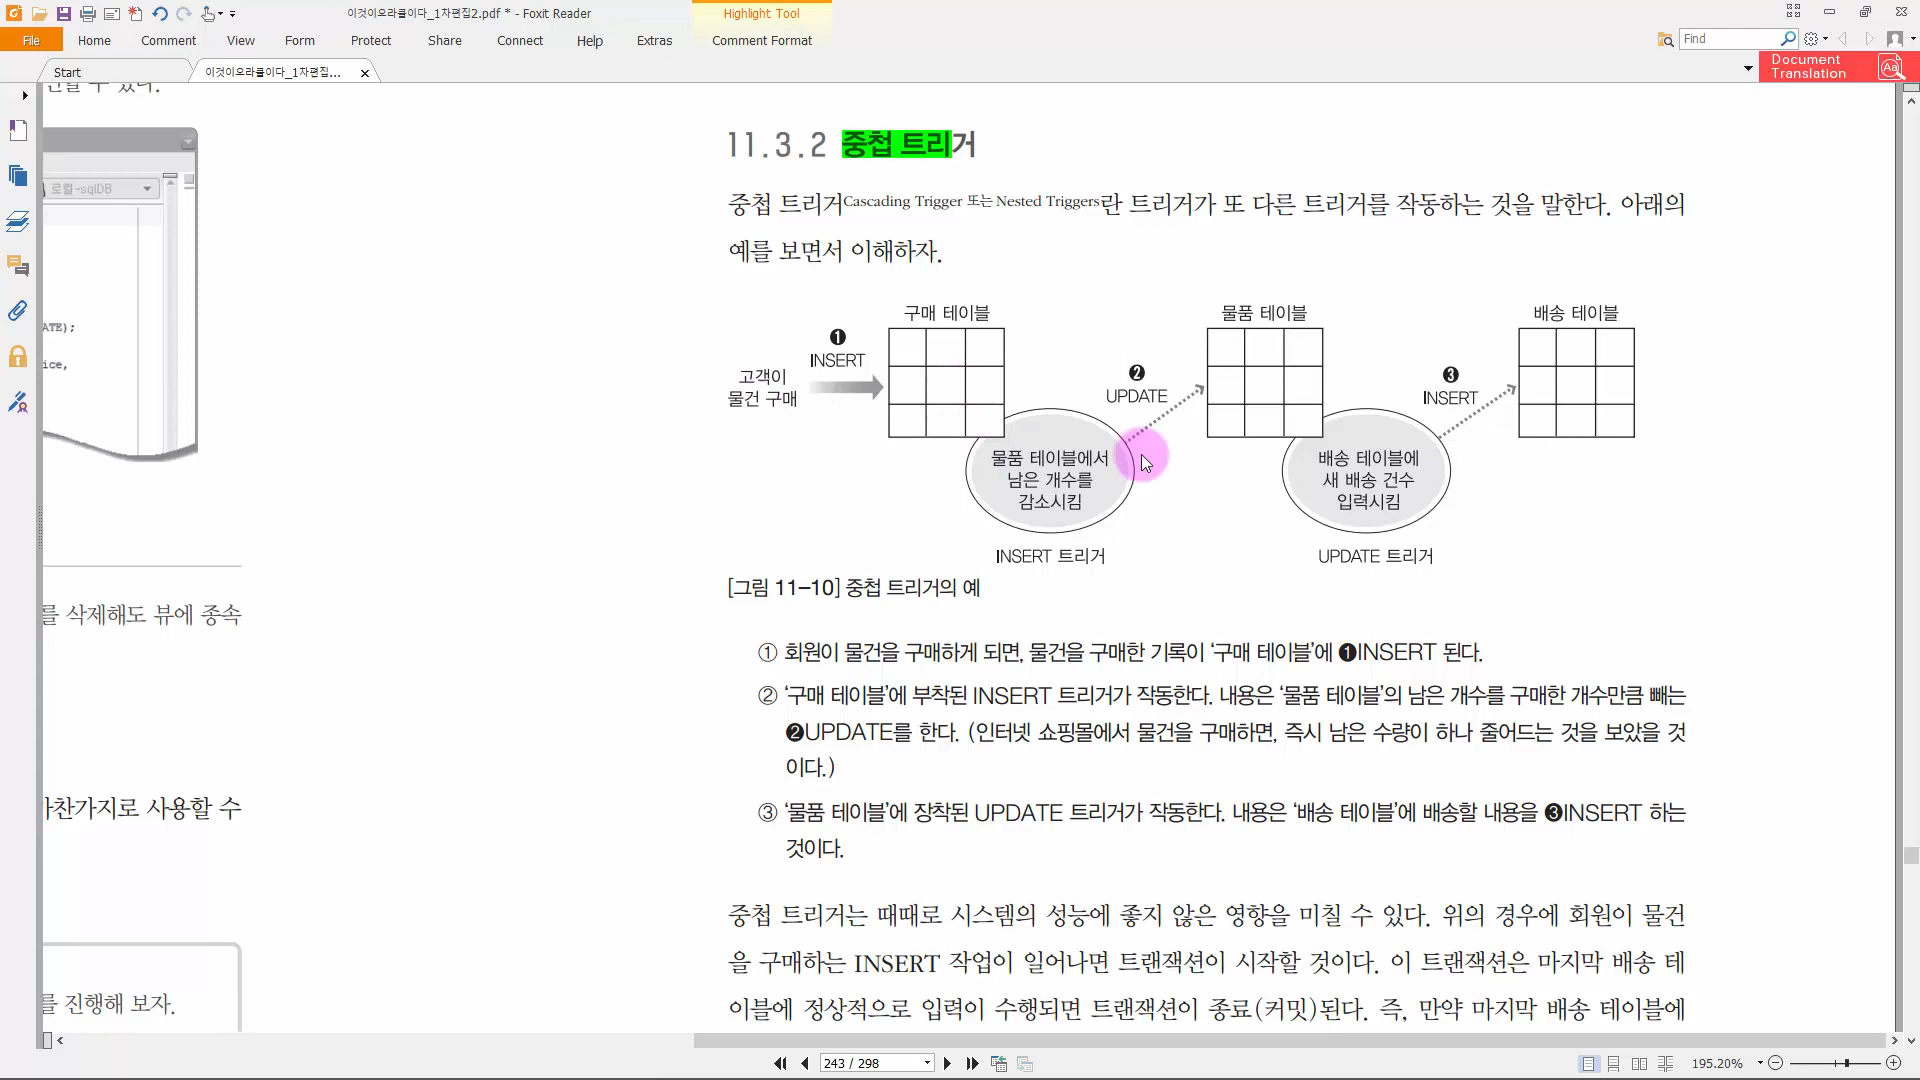 이것이오라클이다_1차편집2.pdf * - Foxit Reader
Highlight Tool
File Home Comment View Form Protect Share Connect Help Extras Comment Format
Find
Start
이것이오라클이다_1차편집...
Document Translation
로컬-sqlDB
ATE);
ice,
를 삭제해도 뷰에 종속
마찬가지로 사용할 수
를 진행해 보자.
11.3.2 중첩 트리거
중첩 트리거Cascading Trigger 또는 Nested Triggers란 트리거가 또 다른 트리거를 작동하는 것을 말한다. 아래의
예를 보면서 이해하자.
구매 테이블
물품 테이블
배송 테이블
❶
INSERT
고객이
물건 구매
❷
UPDATE
❸
INSERT
물품 테이블에서
남은 개수를
감소시킴
배송 테이블에
새 배송 건수
입력시킴
INSERT 트리거
UPDATE 트리거
[그림 11-10] 중첩 트리거의 예
① 회원이 물건을 구매하게 되면, 물건을 구매한 기록이 ‘구매 테이블’에 ❶INSERT 된다.
② ‘구매 테이블’에 부착된 INSERT 트리거가 작동한다. 내용은 ‘물품 테이블’의 남은 개수를 구매한 개수만큼 빼는
❷UPDATE를 한다. (인터넷 쇼핑몰에서 물건을 구매하면, 즉시 남은 수량이 하나 줄어드는 것을 보았을 것
이다.)
③ ‘물품 테이블’에 장착된 UPDATE 트리거가 작동한다. 내용은 ‘배송 테이블’에 배송할 내용을 ❸INSERT 하는
것이다.
중첩 트리거는 때때로 시스템의 성능에 좋지 않은 영향을 미칠 수 있다. 위의 경우에 회원이 물건
을 구매하는 INSERT 작업이 일어나면 트랜잭션이 시작할 것이다. 이 트랜잭션은 마지막 배송 테
이블에 정상적으로 입력이 수행되면 트랜잭션이 종료(커밋)된다. 즉, 만약 마지막 배송 테이블에
243 / 298
195.20%